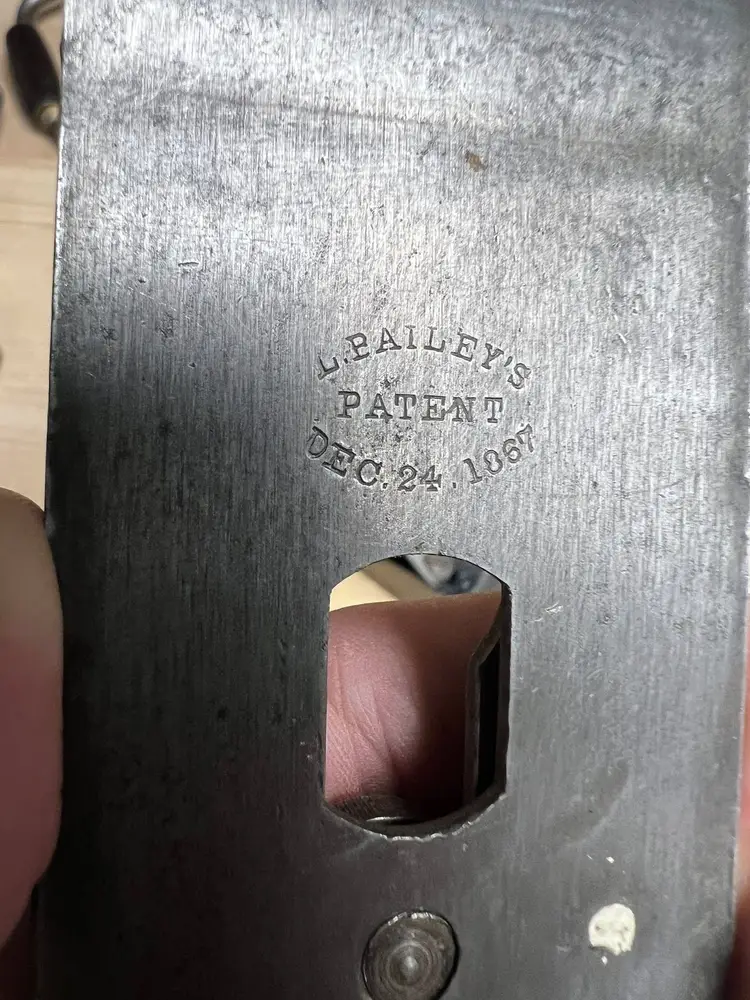 L. BAILEY'S
PATENT
DEC. 24. 1867